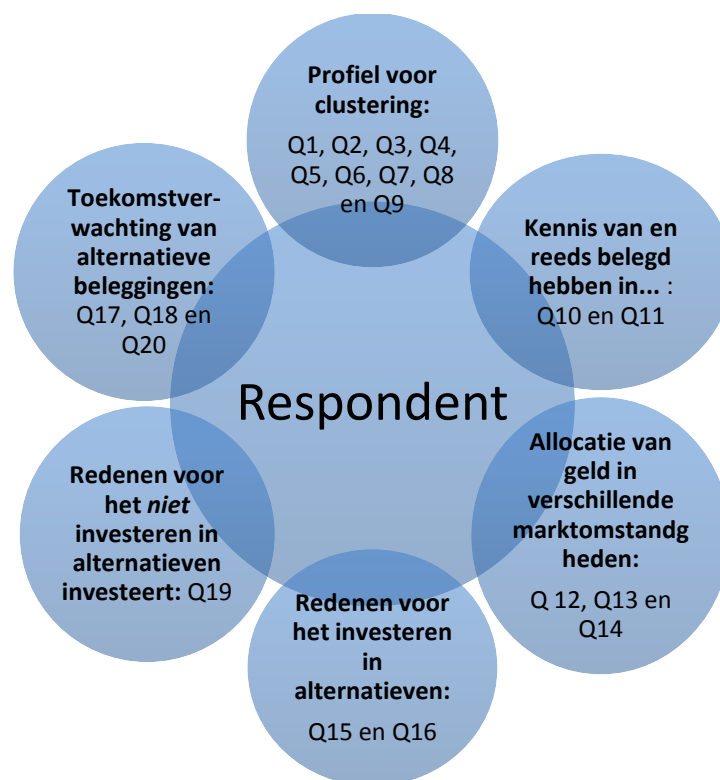 Profiel voor
clustering:
Q1, Q2, Q3, Q4,
Q5, Q6, Q7, Q8
en Q9
Kennis van en
reeds belegd
hebben in... :
Q10 en Q11
Allocatie van
geld in
verschillende
marktomstandg
heden:
Q 12, Q13 en
Q14
Redenen voor
het investeren
in
alternatieven:
Q15 en Q16
Redenen voor
het niet
investeren in
alternatieven
investeert: Q19
Toekomstver-
wachting van
alternatieve
beleggingen:
Q17, Q18 en
Q20
Respondent